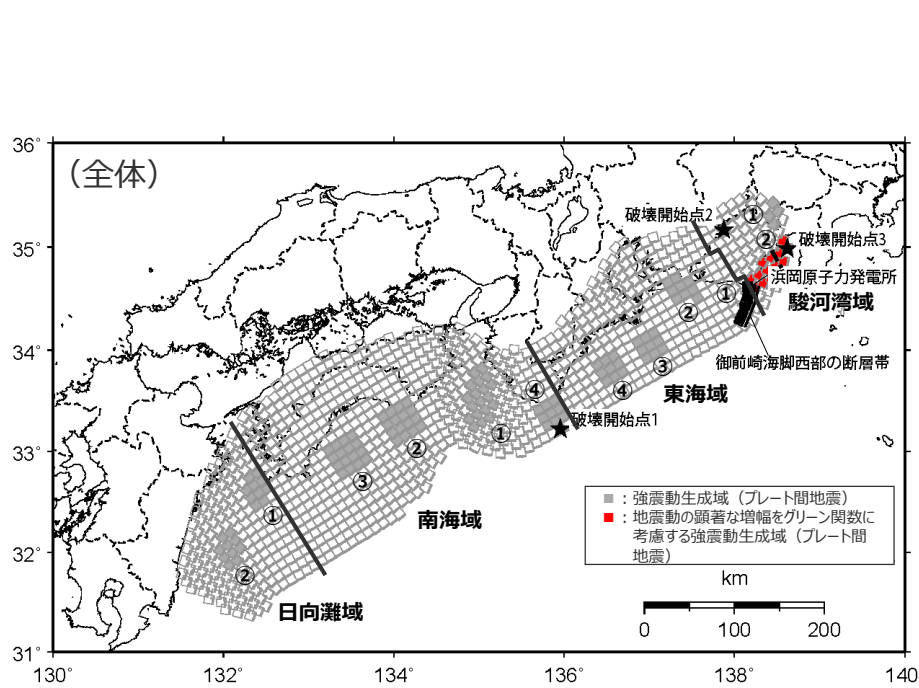 36°
（全体）
破壊開始点2
①
35°
②
破壊開始点3
浜岡原子力発電所
①
駿河湾域
②
34°
御前崎海脚西部の断層帯
③
④
④
東海域
破壊開始点1
33°
①
②
③
：強震動生成域（プレート間地震）
①
南海域
：地震動の顕著な増幅をグリーン関数に
考慮する強震動生成域（プレート間
地震）
32°
②
km
日向灘域
0 100 200
31°
130° 132° 134° 136° 138° 140°